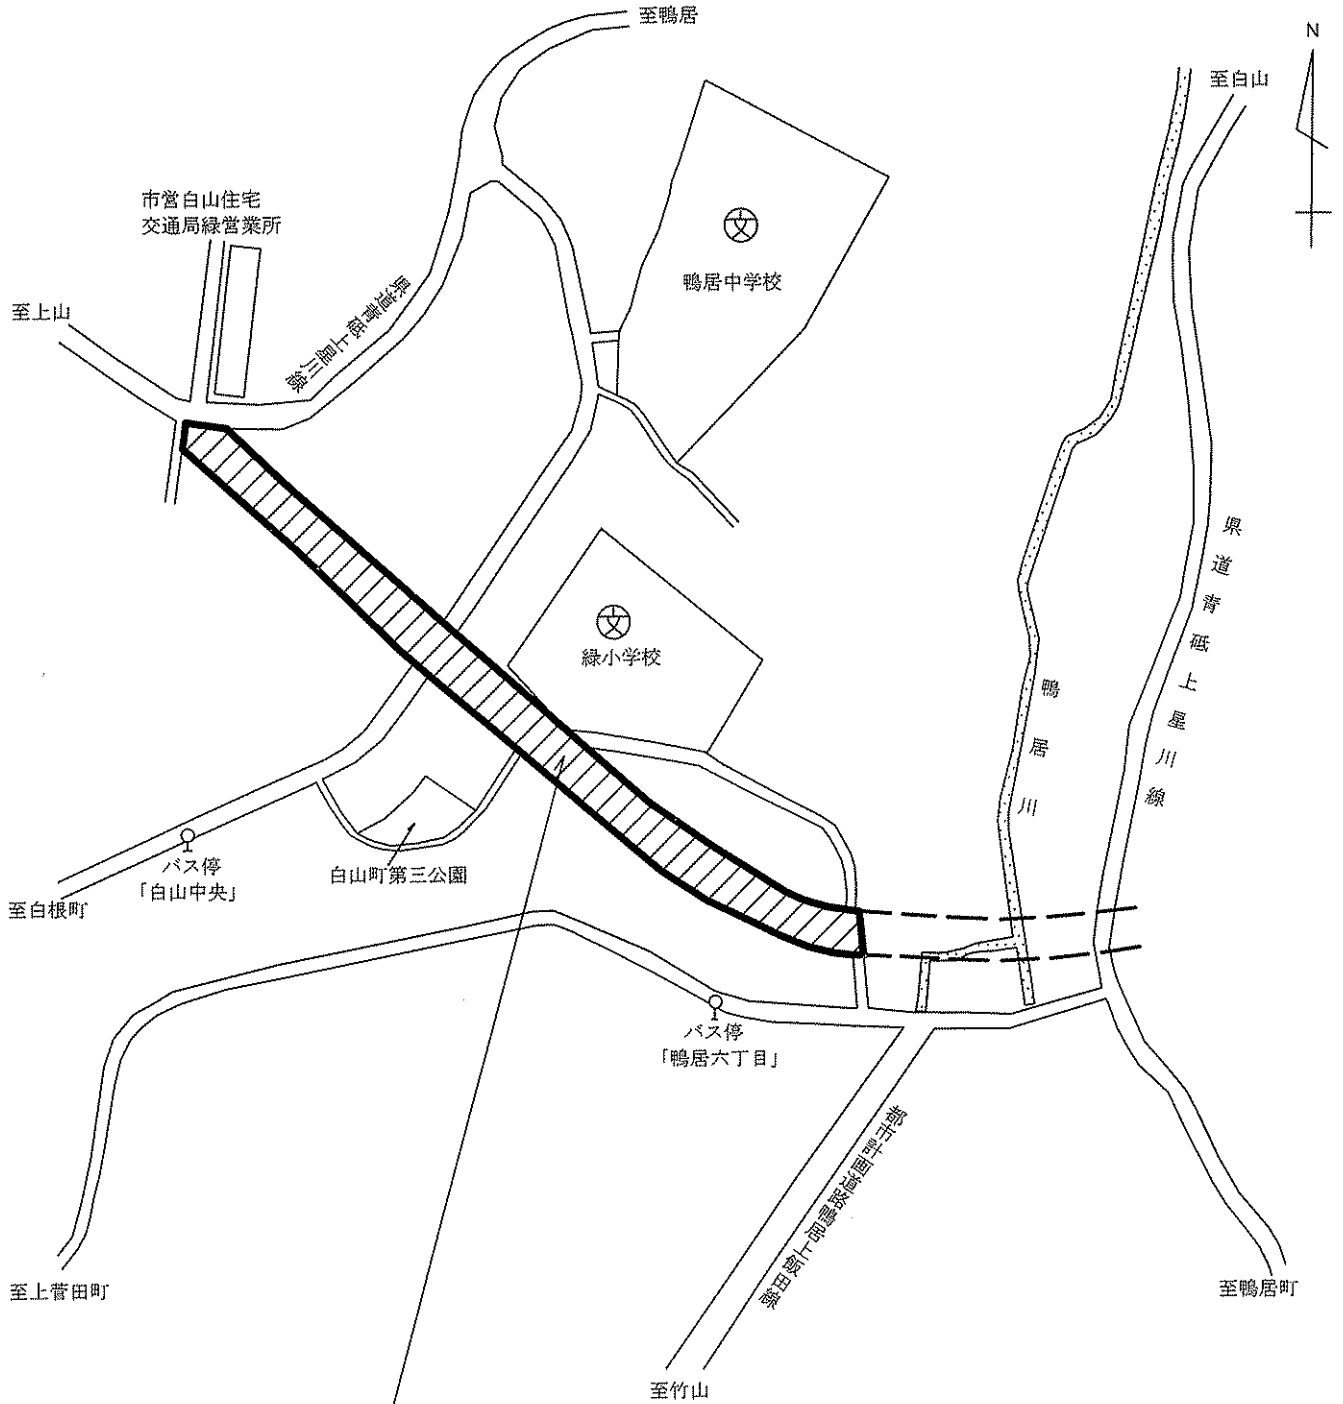 至鴨居
N
至白山
市営白山住宅
交通局緑営業所
文
鴨居中学校
至上山
県道青砥上星川線
県道青砥上星川線
文
緑小学校
鴨居川
白山町第三公園
バス停
「白山中央」
至白根町
バス停
「鴨居六丁目」
都市計画道路鴨居上飯田線
至上菅田町
至鴨居町
至竹山